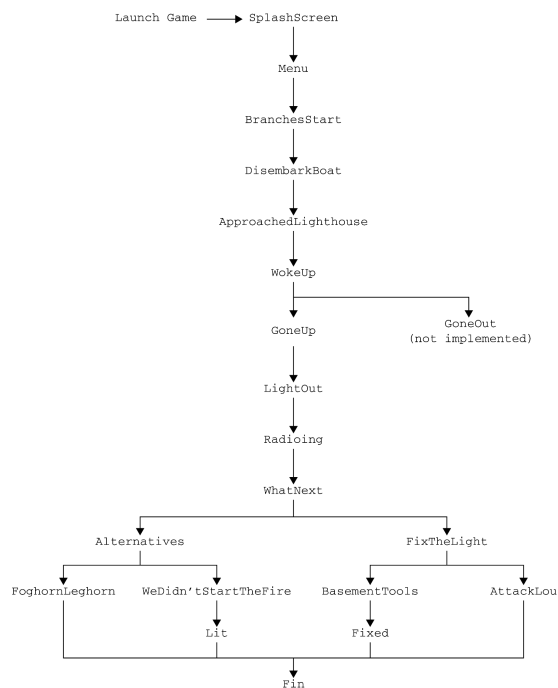 Launch Game SplashScreen
Menu
BranchesStart
DisembarkBoat
ApproachedLighthouse
WokeUp
GoneUp GoneOut
(not implemented)
LightOut
Radioing
WhatNext
Alternatives FixTheLight
FoghornLeghorn WeDidn'tStartTheFire BasementTools AttackLou
Lit Fixed
Fin